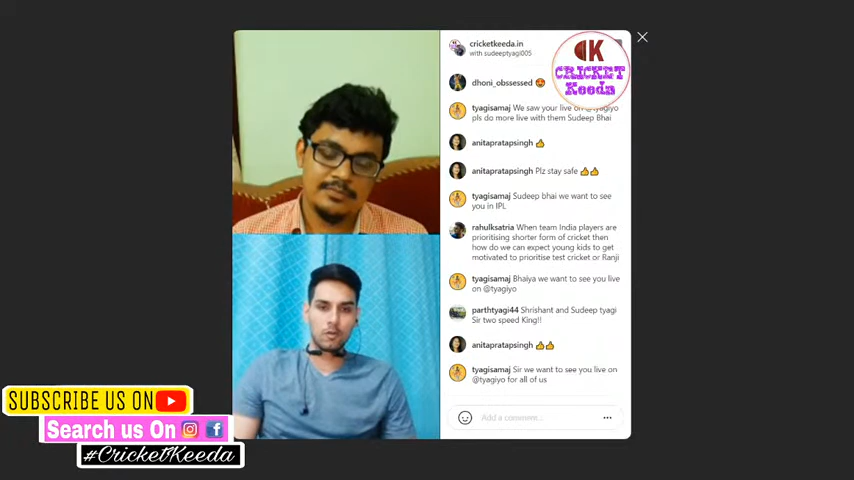 cricketkeeda.in
with sudeeptyagi005
CK
CRICKET
Keeda
dhoni_obssessed 😍
tyagisamaj We saw your live on @tyagiyo
pls do more live with them Sudeep Bhai
anitapratapsingh 👍
anitapratapsingh Plz stay safe 👍👍
tyagisamaj Sudeep bhai we want to see
you in IPL
rahulksatria When team India players are
prioritising shorter form of cricket then
how do we can expect young kids to get
motivated to prioritise test cricket or Ranji
tyagisamaj Bhaiya we want to see you live
on @tyagiyo
parthtyagi44 Shrishant and Sudeep tyagi
Sir two speed King!!
anitapratapsingh 👍👍
tyagisamaj Sir we want to see you live on
@tyagiyo for all of us
Add a comment...
SUBSCRIBE US ON
Search us On
#CricketKeeda